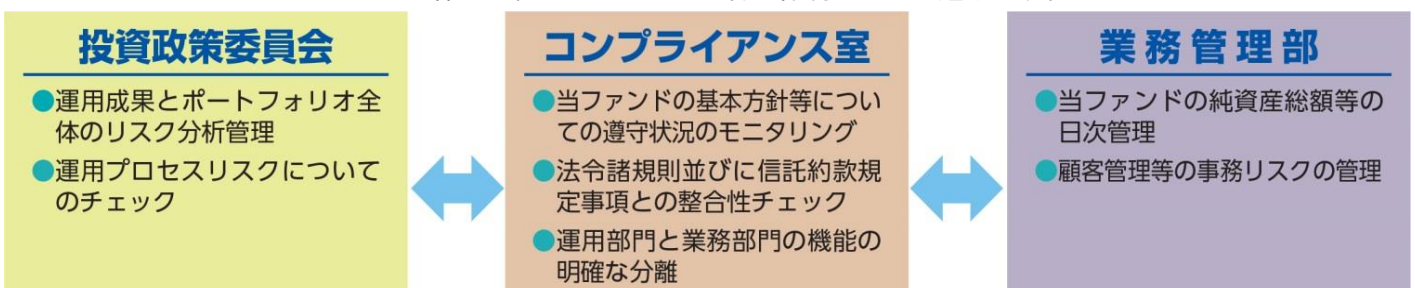 投資政策委員会
●運用成果とポートフォリオ全
体のリスク分析管理
●運用プロセスリスクについて
のチェック
コンプライアンス室
●当ファンドの基本方針等につい
ての遵守状況のモニタリング
●法令諸規則並びに信託約款規
定事項との整合性チェック
●運用部門と業務部門の機能の
明確な分離
業務管理部
●当ファンドの純資産総額等の
日次管理
●顧客管理等の事務リスクの管理